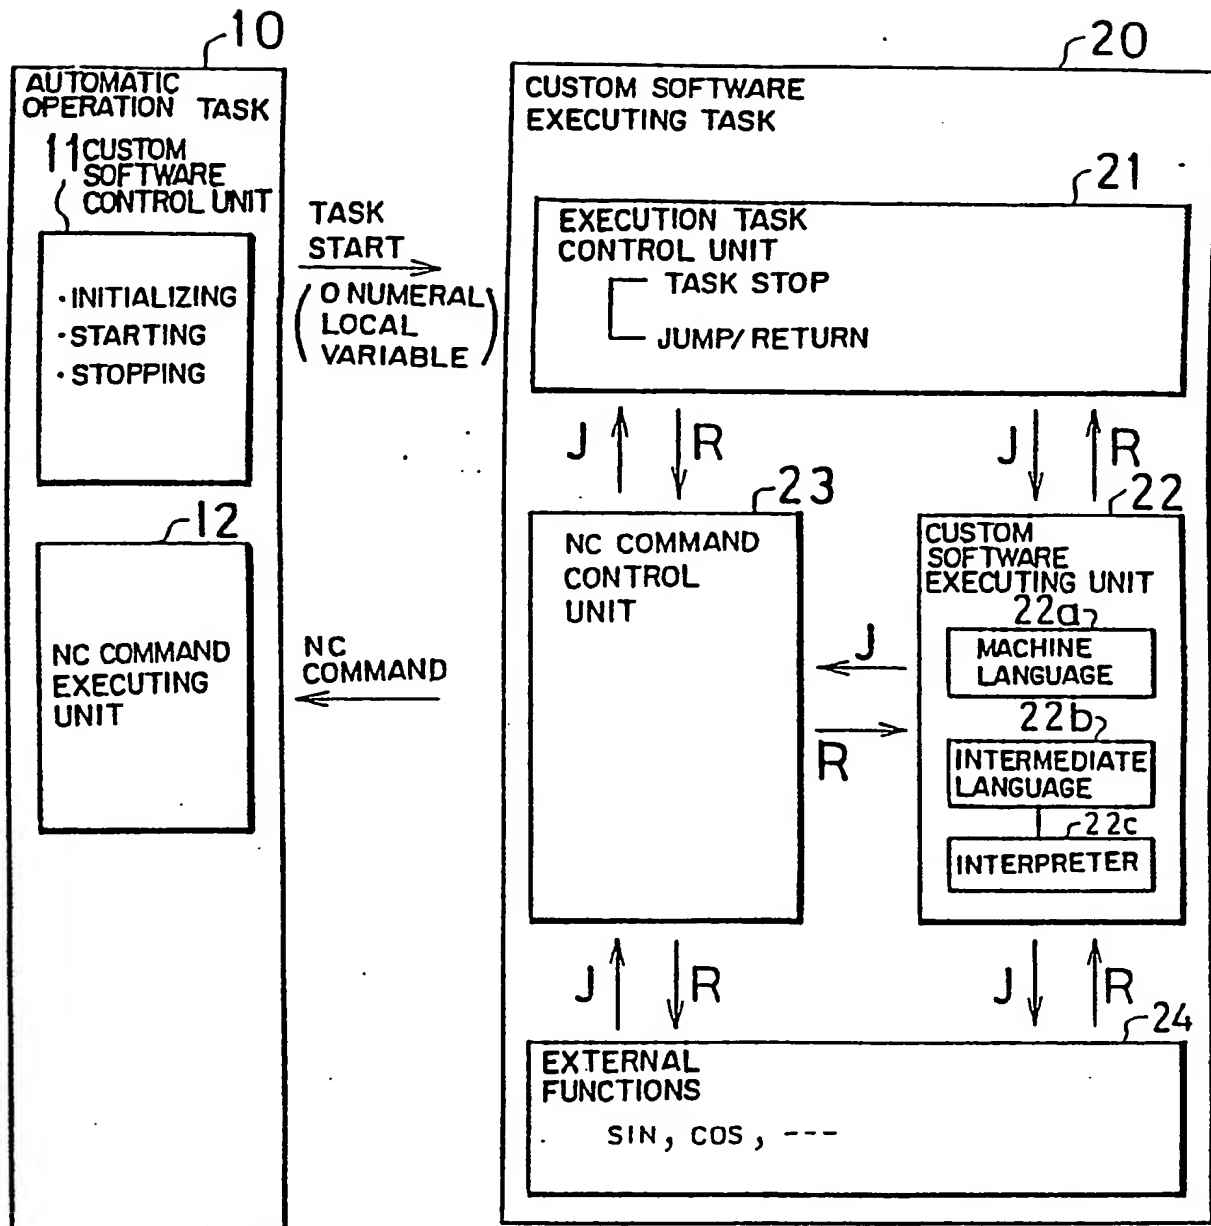 10
AUTOMATIC
OPERATION TASK
11 CUSTOM
SOFTWARE
CONTROL UNIT
·INITIALIZING
·STARTING
·STOPPING
12
NC COMMAND
EXECUTING
UNIT
TASK
START
(O NUMERAL
LOCAL
VARIABLE)
NC
COMMAND
20
CUSTOM SOFTWARE
EXECUTING TASK
21
EXECUTION TASK
CONTROL UNIT
TASK STOP
JUMP/RETURN
J R
J R
23
NC COMMAND
CONTROL
UNIT
J
R
22
CUSTOM
SOFTWARE
EXECUTING UNIT
22a
MACHINE
LANGUAGE
22b
INTERMEDIATE
LANGUAGE
22c
INTERPRETER
J R
J R
24
EXTERNAL
FUNCTIONS
SIN, COS, ---